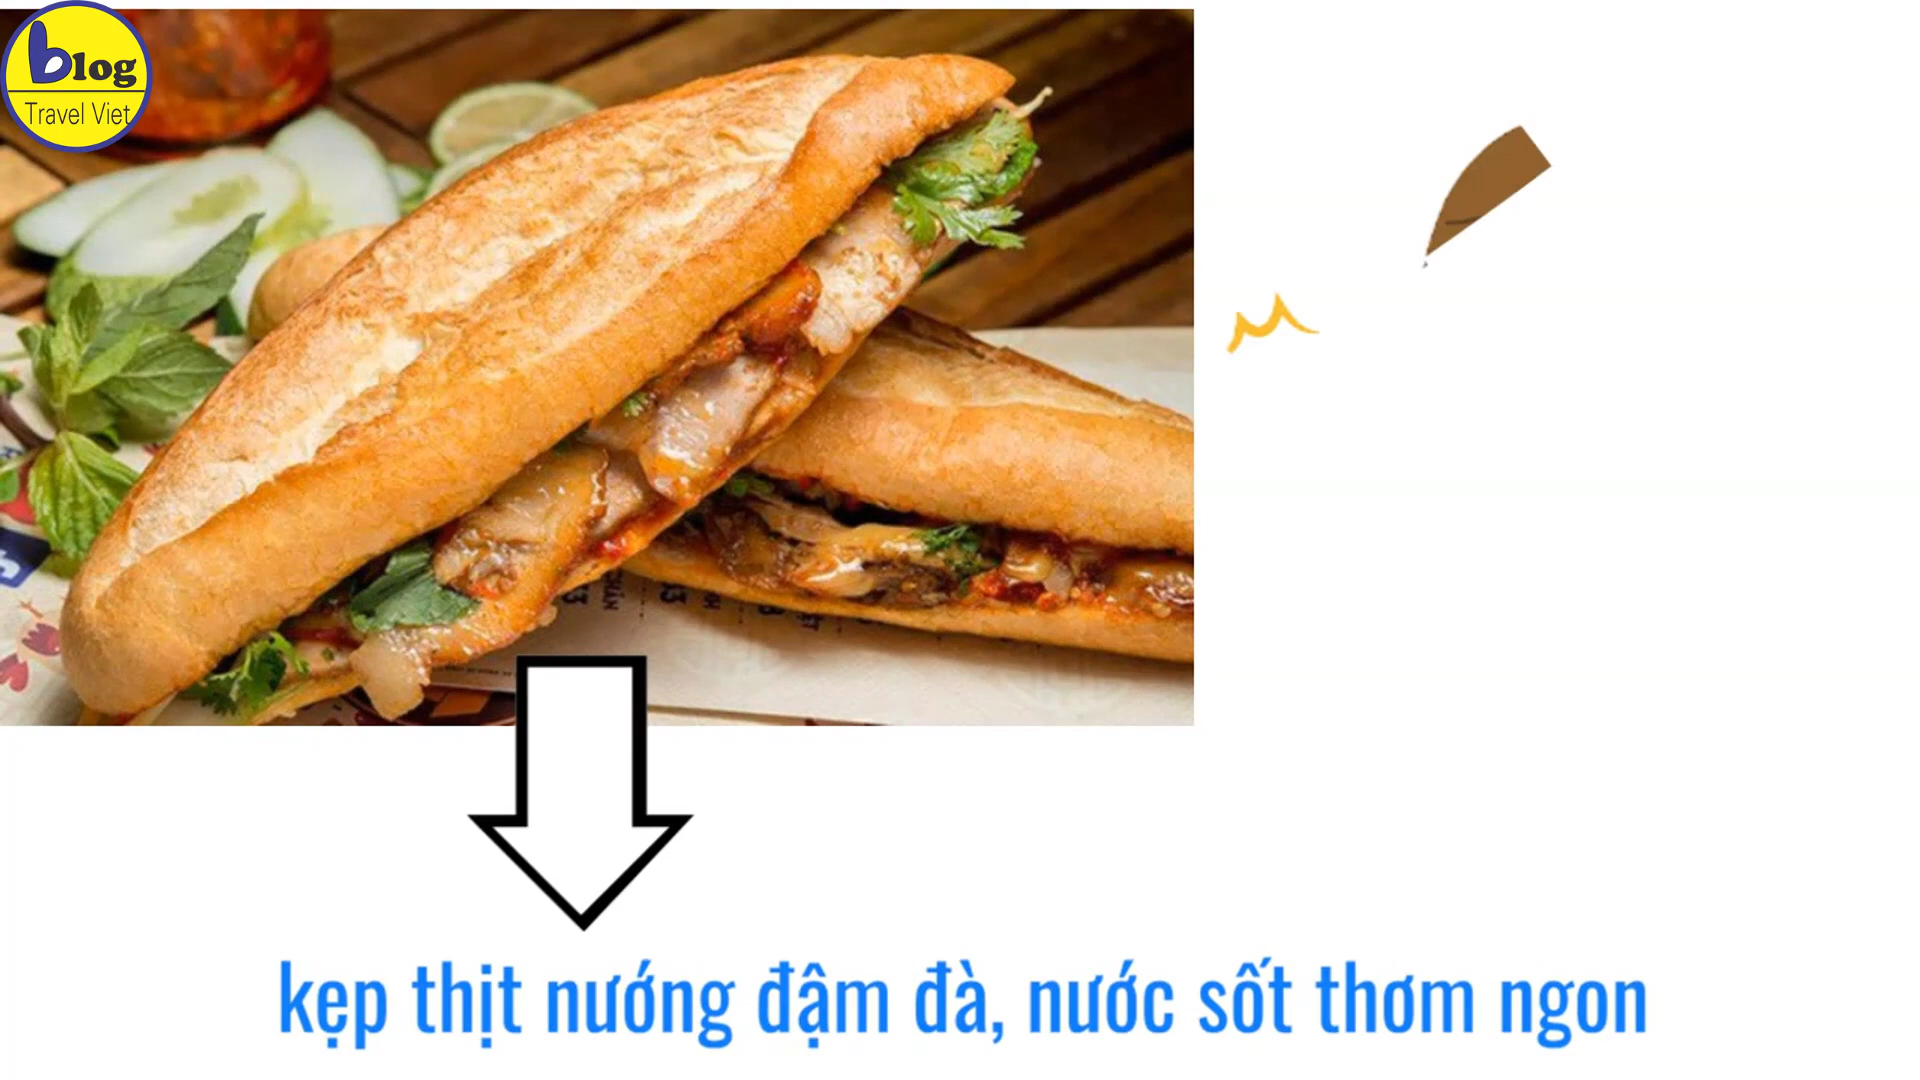 blog
Travel Viet
kẹp thịt nướng đậm đà, nước sốt thơm ngon